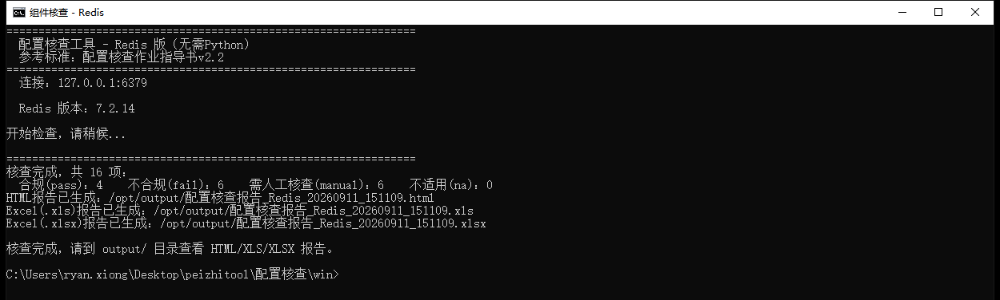 组件核查 - Redis
================================================================
配置核查工具 - Redis 版 (无需Python)
参考标准: 配置核查作业指导书v2.2
================================================================
连接: 127.0.0.1:6379
Redis 版本: 7.2.14
开始检查, 请稍候...
================================================================
核查完成, 共 16 项:
合规(pass): 4    不合规(fail): 6    需人工核查(manual): 6    不适用(na): 0
HTML报告已生成: /opt/output/配置核查报告_Redis_20260911_151109.html
Excel(.xls)报告已生成: /opt/output/配置核查报告_Redis_20260911_151109.xls
Excel(.xlsx)报告已生成: /opt/output/配置核查报告_Redis_20260911_151109.xlsx
核查完成, 请到 output/ 目录查看 HTML/XLS/XLSX 报告。
C:\Users\ryan.xiong\Desktop\peizhitool\配置核查\win>